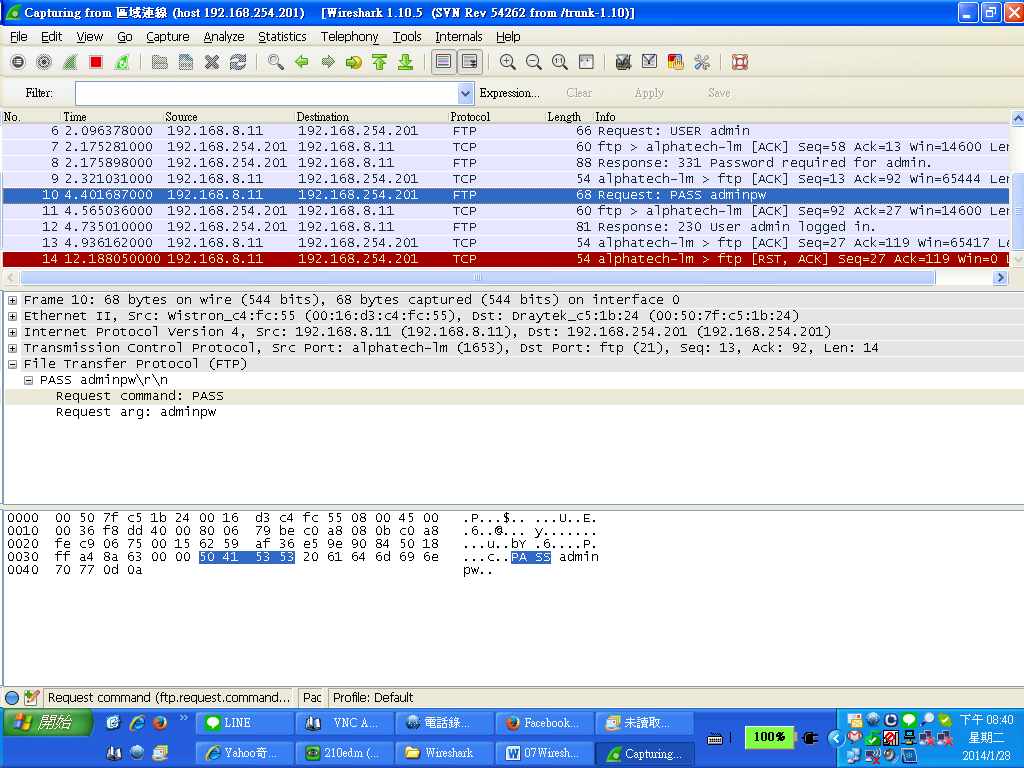 Capturing from 區域連線 (host 192.168.254.201) [Wireshark 1.10.5 (SVN Rev 54262 from /trunk-1.10)]
File Edit View Go Capture Analyze Statistics Telephony Tools Internals Help
Filter: Expression... Clear Apply Save
No. Time Source Destination Protocol Length Info
6 2.096378000 192.168.8.11 192.168.254.201 FTP 66 Request: USER admin
7 2.175281000 192.168.254.201 192.168.8.11 TCP 60 ftp > alphatech-lm [ACK] Seq=58 Ack=13 Win=14600 Len
8 2.175898000 192.168.254.201 192.168.8.11 FTP 88 Response: 331 Password required for admin.
9 2.321031000 192.168.8.11 192.168.254.201 TCP 54 alphatech-lm > ftp [ACK] Seq=13 Ack=92 Win=65444 Len
10 4.401687000 192.168.8.11 192.168.254.201 FTP 68 Request: PASS adminpw
11 4.565036000 192.168.254.201 192.168.8.11 TCP 60 ftp > alphatech-lm [ACK] Seq=92 Ack=27 Win=14600 Len
12 4.735010000 192.168.254.201 192.168.8.11 FTP 81 Response: 230 User admin logged in.
13 4.936162000 192.168.8.11 192.168.254.201 TCP 54 alphatech-lm > ftp [ACK] Seq=27 Ack=119 Win=65417 Le
14 12.188050000 192.168.8.11 192.168.254.201 TCP 54 alphatech-lm > ftp [RST, ACK] Seq=27 Ack=119 Win=0 L
Frame 10: 68 bytes on wire (544 bits), 68 bytes captured (544 bits) on interface 0
Ethernet II, Src: Wistron_c4:fc:55 (00:16:d3:c4:fc:55), Dst: Draytek_c5:1b:24 (00:50:7f:c5:1b:24)
Internet Protocol Version 4, Src: 192.168.8.11 (192.168.8.11), Dst: 192.168.254.201 (192.168.254.201)
Transmission Control Protocol, Src Port: alphatech-lm (1653), Dst Port: ftp (21), Seq: 13, Ack: 92, Len: 14
File Transfer Protocol (FTP)
PASS adminpw\r\n
Request command: PASS
Request arg: adminpw
0000 00 50 7f c5 1b 24 00 16 d3 c4 fc 55 08 00 45 00 .P...$.. ...U..E.
0010 00 36 f8 dd 40 00 80 06 79 be c0 a8 08 0b c0 a8 .6..@... y.......
0020 fe c9 06 75 00 15 62 59 af 36 e5 9e 90 84 50 18 ...u..bY .6....P.
0030 ff a4 8a 63 00 00 50 41 53 53 20 61 64 6d 69 6e ...c..PA SS admin
0040 70 77 0d 0a pw..
Request command (ftp.request.command... Pac Profile: Default
開始 LINE VNC A... 電話錄... Facebook... 未讀取... 100% 下午 08:40
星期二
Yahoo奇... 210edm (... Wireshark 07Wiresh... Capturing... 2014/1/28